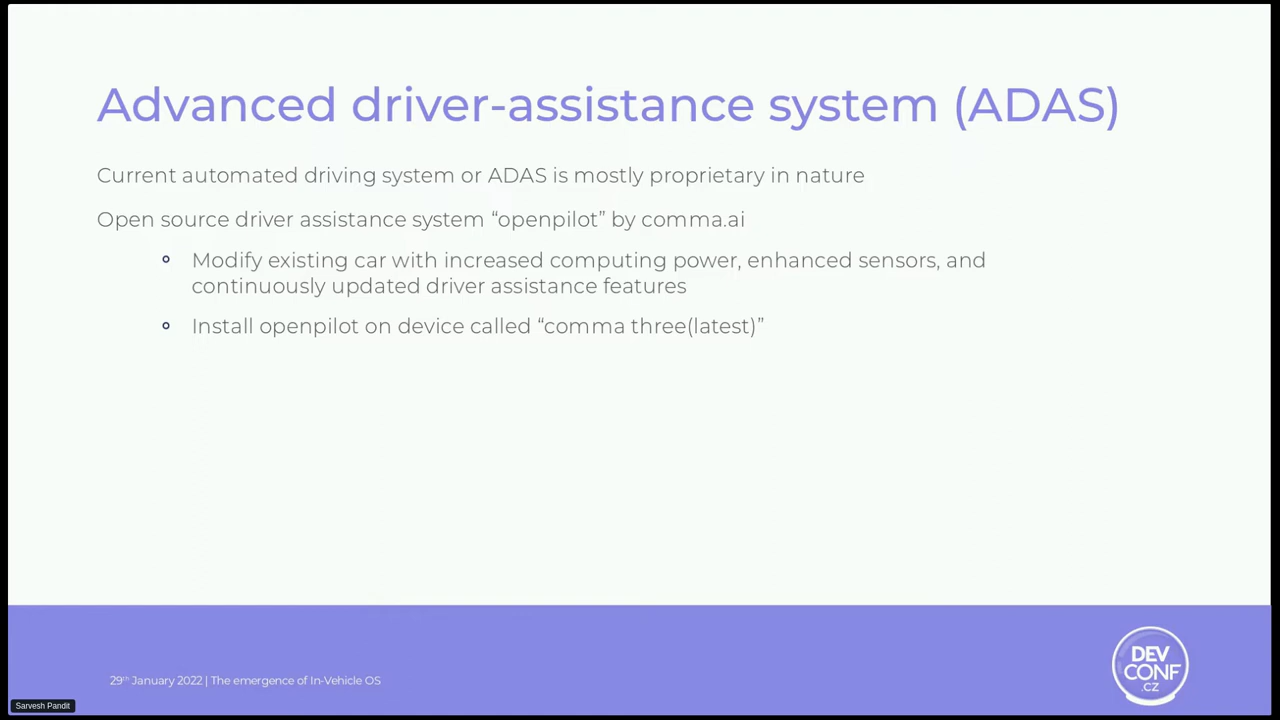 Advanced driver-assistance system (ADAS)
Current automated driving system or ADAS is mostly proprietary in nature
Open source driver assistance system “openpilot” by comma.ai
Modify existing car with increased computing power, enhanced sensors, and
continuously updated driver assistance features
Install openpilot on device called “comma three(latest)”
29th January 2022 | The emergence of In-Vehicle OS
DEV
CONF
.CZ
Sarvesh Pandit